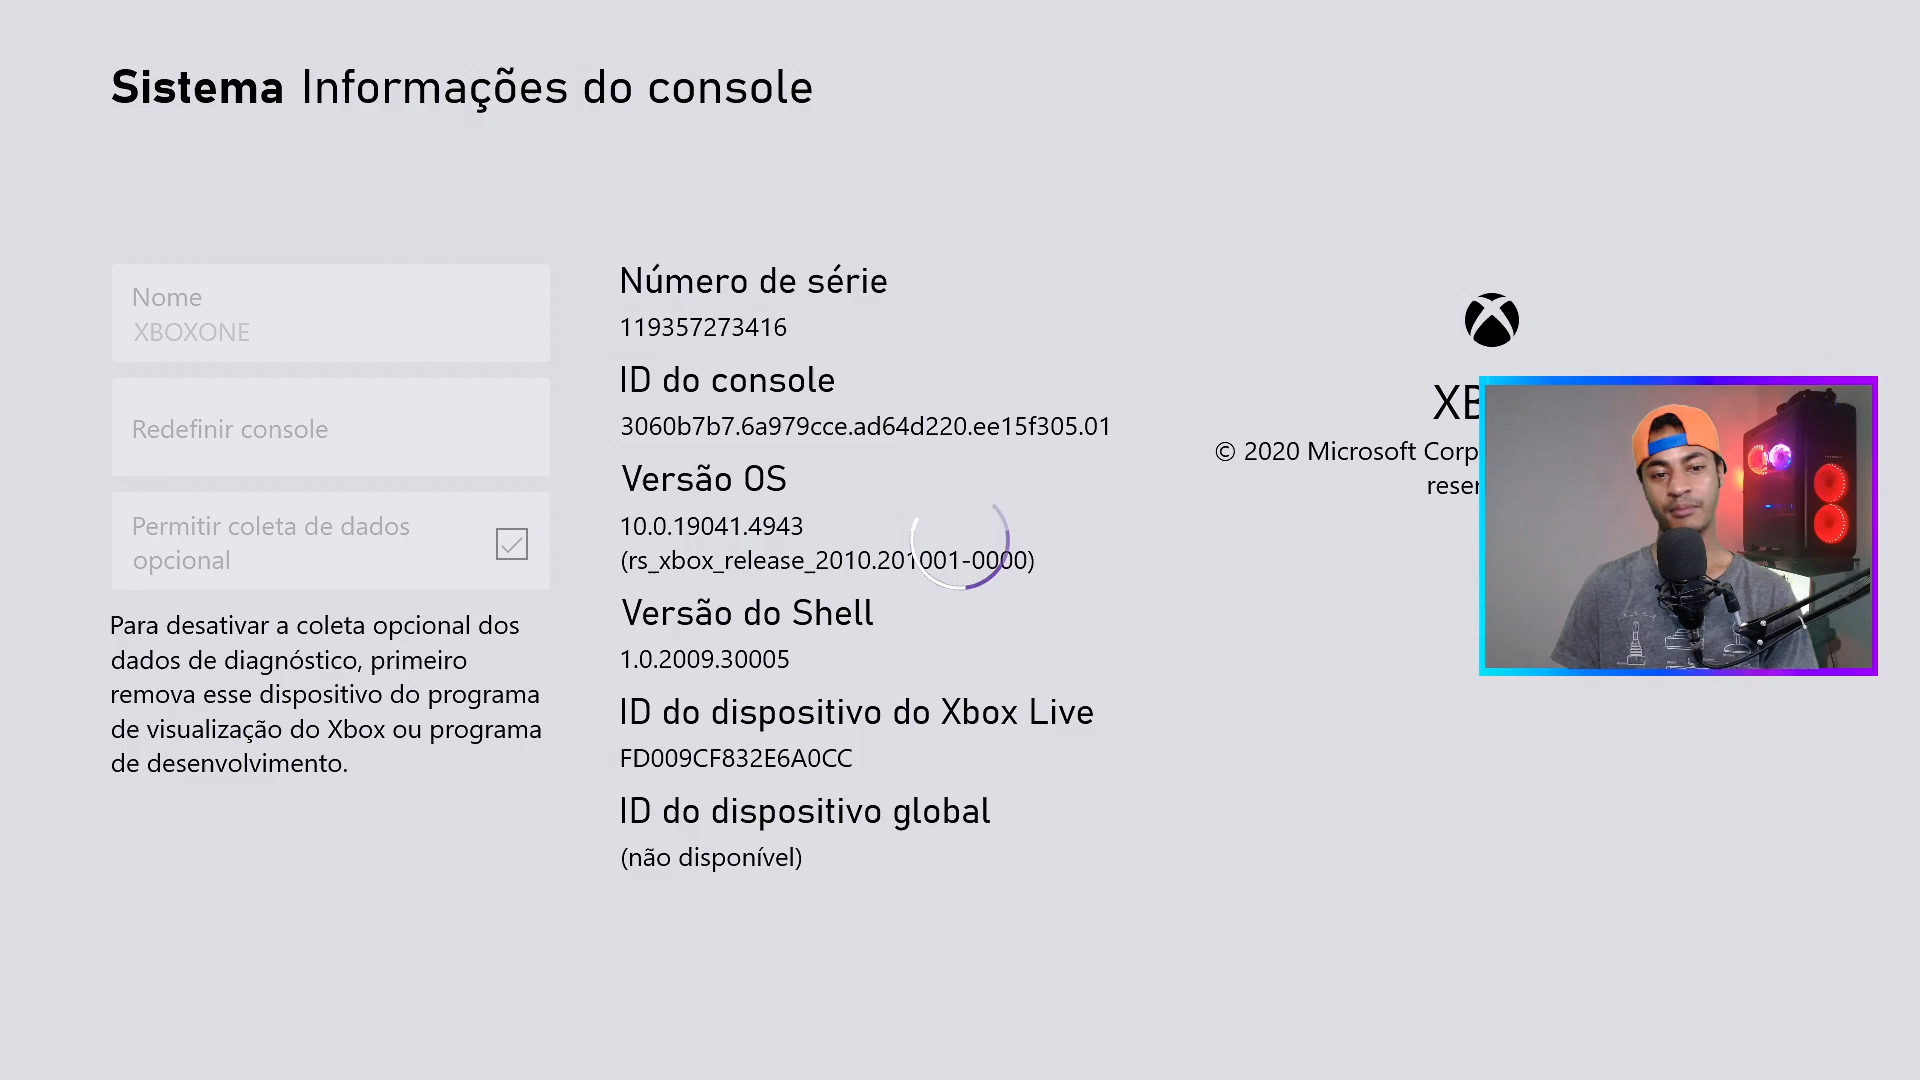 Sistema Informações do console
Nome
XBOXONE
Redefinir console
Permitir coleta de dados
opcional
Para desativar a coleta opcional dos
dados de diagnóstico, primeiro
remova esse dispositivo do programa
de visualização do Xbox ou programa
de desenvolvimento.
Número de série
119357273416
ID do console
3060b7b7.6a979cce.ad64d220.ee15f305.01
Versão OS
10.0.19041.4943
(rs_xbox_release_2010.201001-0000)
Versão do Shell
1.0.2009.30005
ID do dispositivo do Xbox Live
FD009CF832E6A0CC
ID do dispositivo global
(não disponível)
XB
© 2020 Microsoft Corp
reser